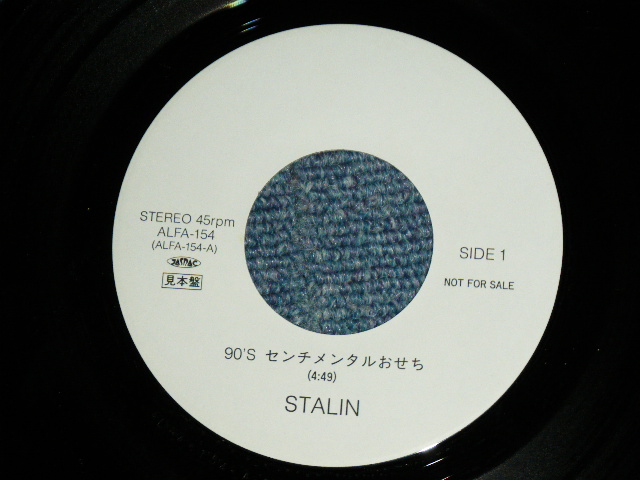 STEREO 45rpm
ALFA-154
(ALFA-154-A)
JASRAC
見本盤
SIDE 1
NOT FOR SALE
90'S センチメンタルおせち
(4:49)
STALIN